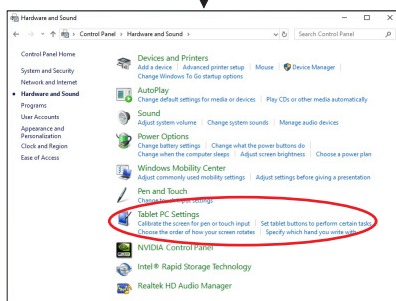 Hardware and Sound
Control Panel > Hardware and Sound >
Search Control Panel
Control Panel Home
System and Security
Network and Internet
Hardware and Sound
Programs
User Accounts
Appearance and
Personalization
Clock and Region
Ease of Access
Devices and Printers
Add a device | Advanced printer setup | Mouse | Device Manager
Change Windows To Go startup options
AutoPlay
Change default settings for media or devices | Play CDs or other media automatically
Sound
Adjust system volume | Change system sounds | Manage audio devices
Power Options
Change battery settings | Change what the power buttons do
Change when the computer sleeps | Adjust screen brightness | Choose a power plan
Windows Mobility Center
Adjust commonly used mobility settings | Adjust settings before giving a presentation
Pen and Touch
Change touch input settings
Tablet PC Settings
Calibrate the screen for pen or touch input | Set tablet buttons to perform certain tasks
Choose the order of how your screen rotates | Specify which hand you write with
NVIDIA Control Panel
Intel® Rapid Storage Technology
Realtek HD Audio Manager